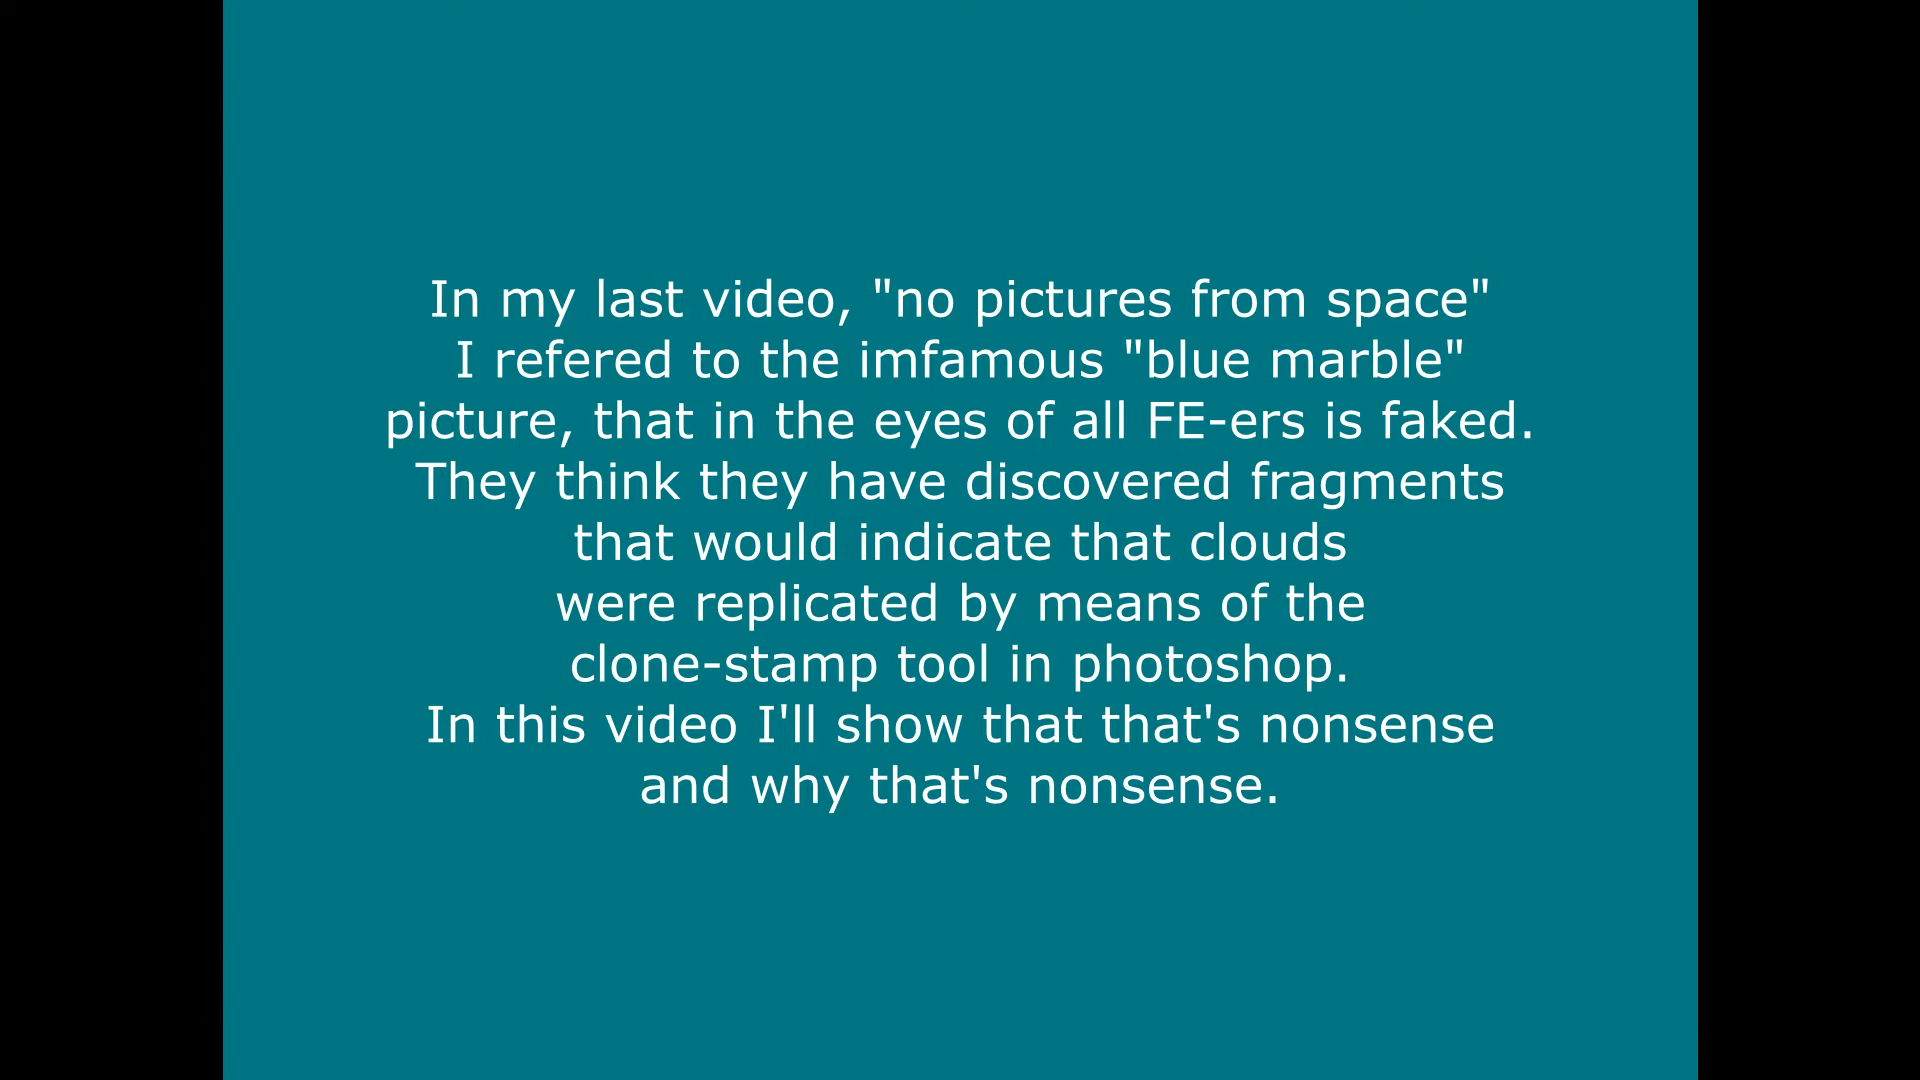 In my last video, "no pictures from space"
I refered to the imfamous "blue marble"
picture, that in the eyes of all FE-ers is faked.
They think they have discovered fragments
that would indicate that clouds
were replicated by means of the
clone-stamp tool in photoshop.
In this video I'll show that that's nonsense
and why that's nonsense.